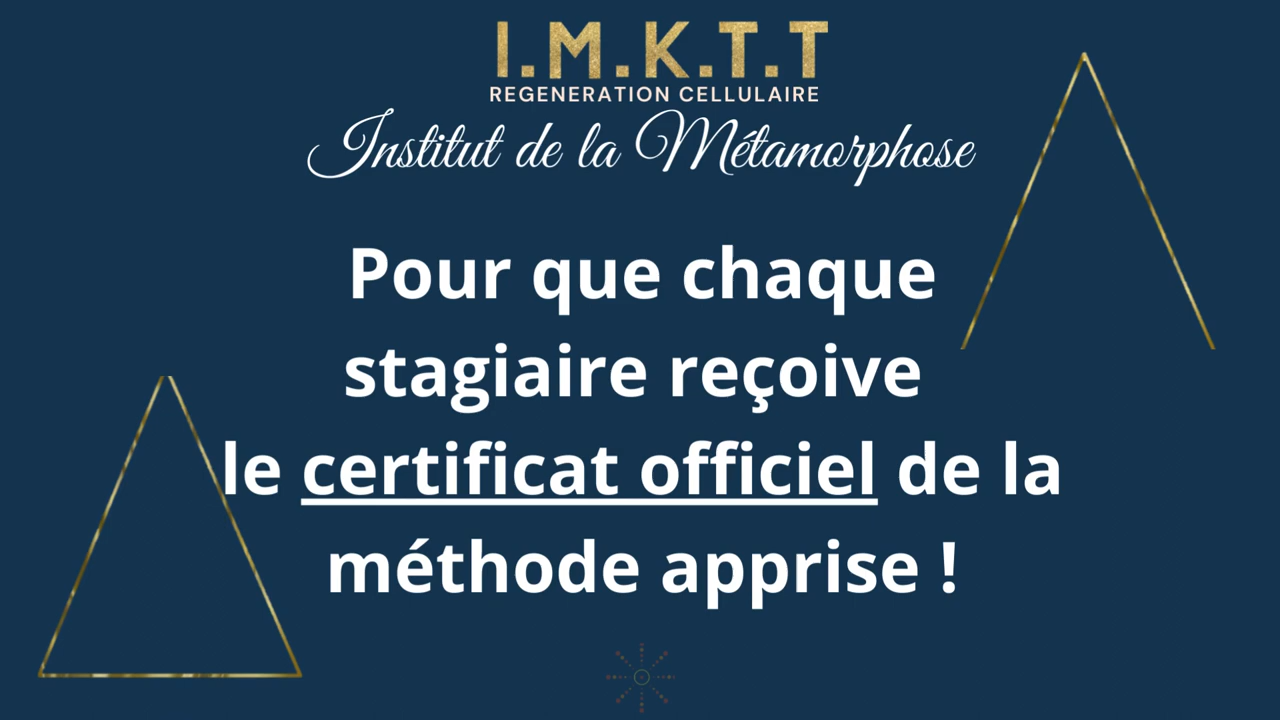 I.M.K.T.T
REGENERATION CELLULAIRE
Institut de la Métamorphose
Pour que chaque
stagiaire reçoive
le certificat officiel de la
méthode apprise !